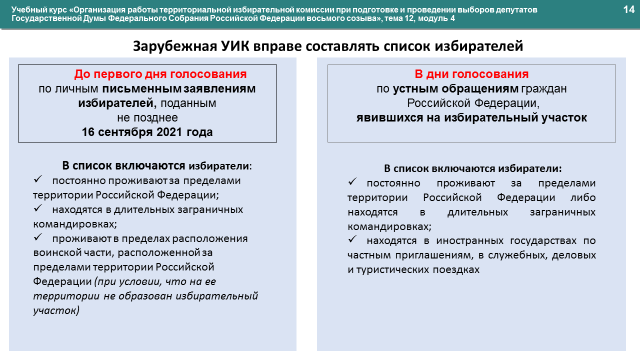 Учебный курс «Организация работы территориальной избирательной комиссии при подготовке и проведении выборов депутатов
Государственной Думы Федерального Собрания Российской Федерации восьмого созыва», тема 12, модуль 4
14
Зарубежная УИК вправе составлять список избирателей
До первого дня голосования
по личным письменным заявлениям
избирателей, поданным
не позднее
16 сентября 2021 года
В список включаются избиратели:
✓ постоянно проживают за пределами
территории Российской Федерации;
✓ находятся в длительных заграничных
командировках;
✓ проживают в пределах расположения
воинской части, расположенной за
пределами территории Российской
Федерации (при условии, что на ее
территории не образован избирательный
участок)
В дни голосования
по устным обращениям граждан
Российской Федерации,
явившихся на избирательный участок
В список включаются избиратели:
✓ постоянно проживают за пределами
территории Российской Федерации либо
находятся в длительных заграничных
командировках;
✓ находятся в иностранных государствах по
частным приглашениям, в служебных, деловых
и туристических поездках